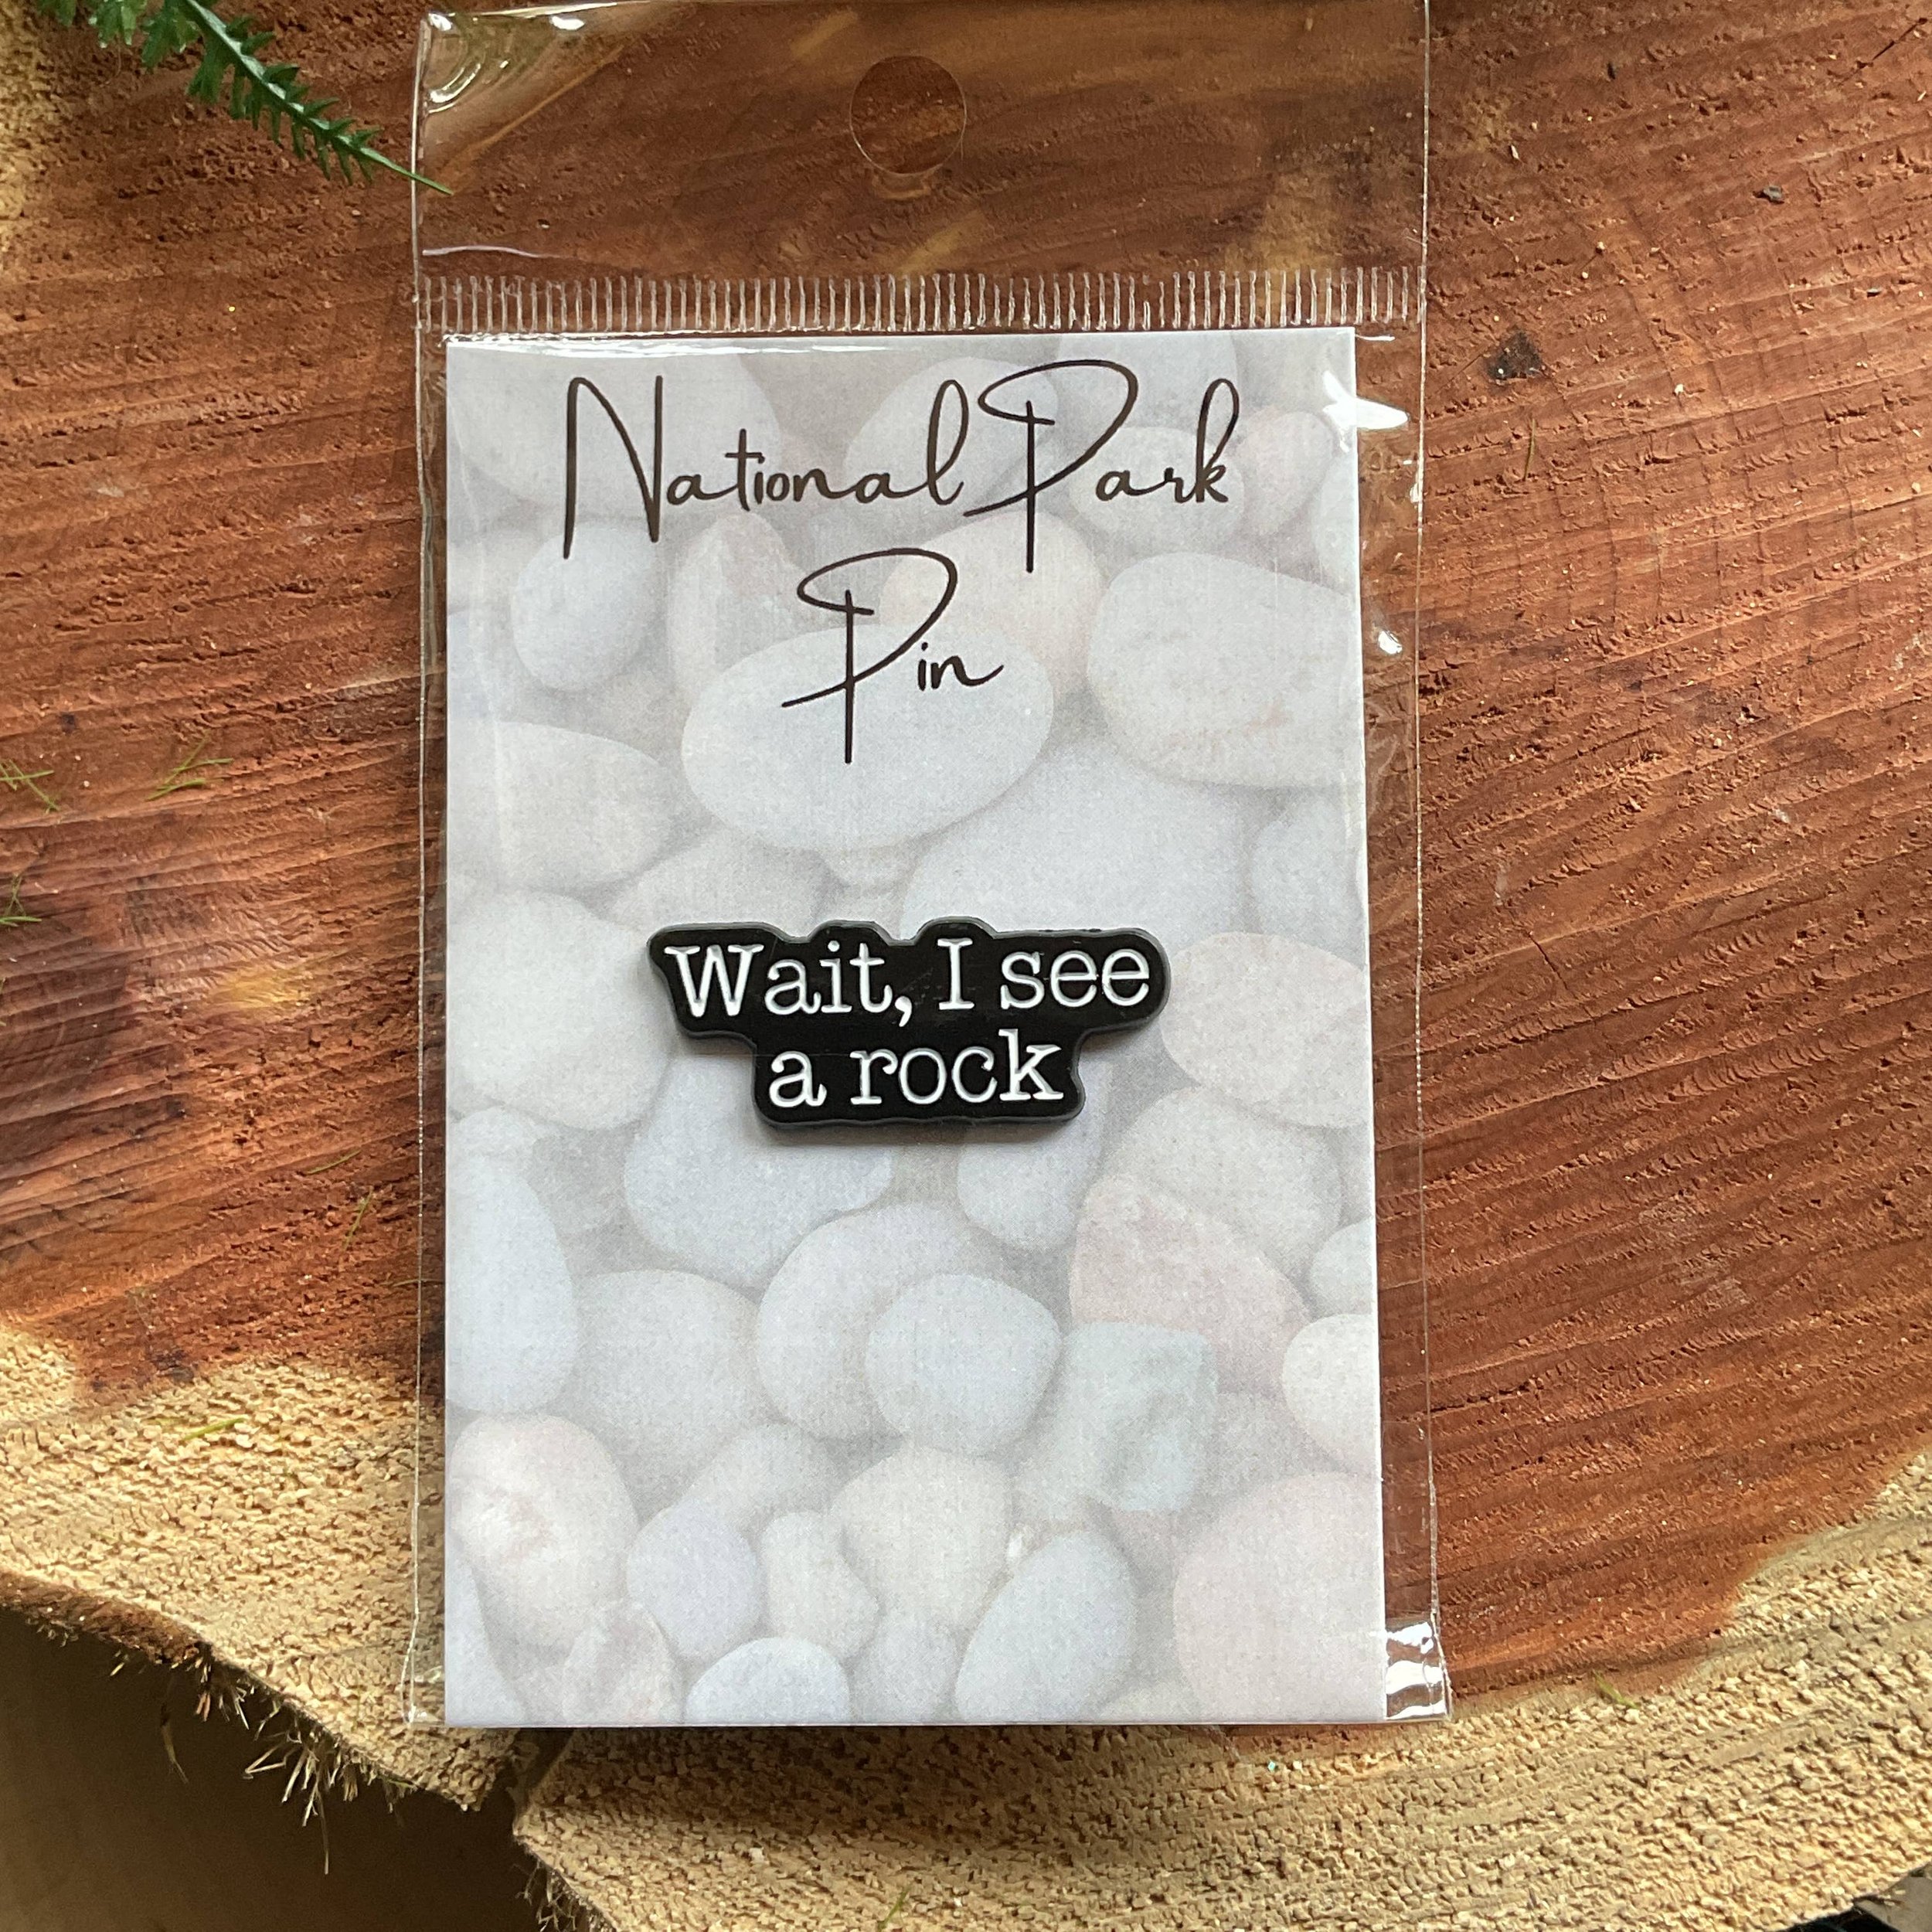 National Park
Pin
Wait, I see
a rock